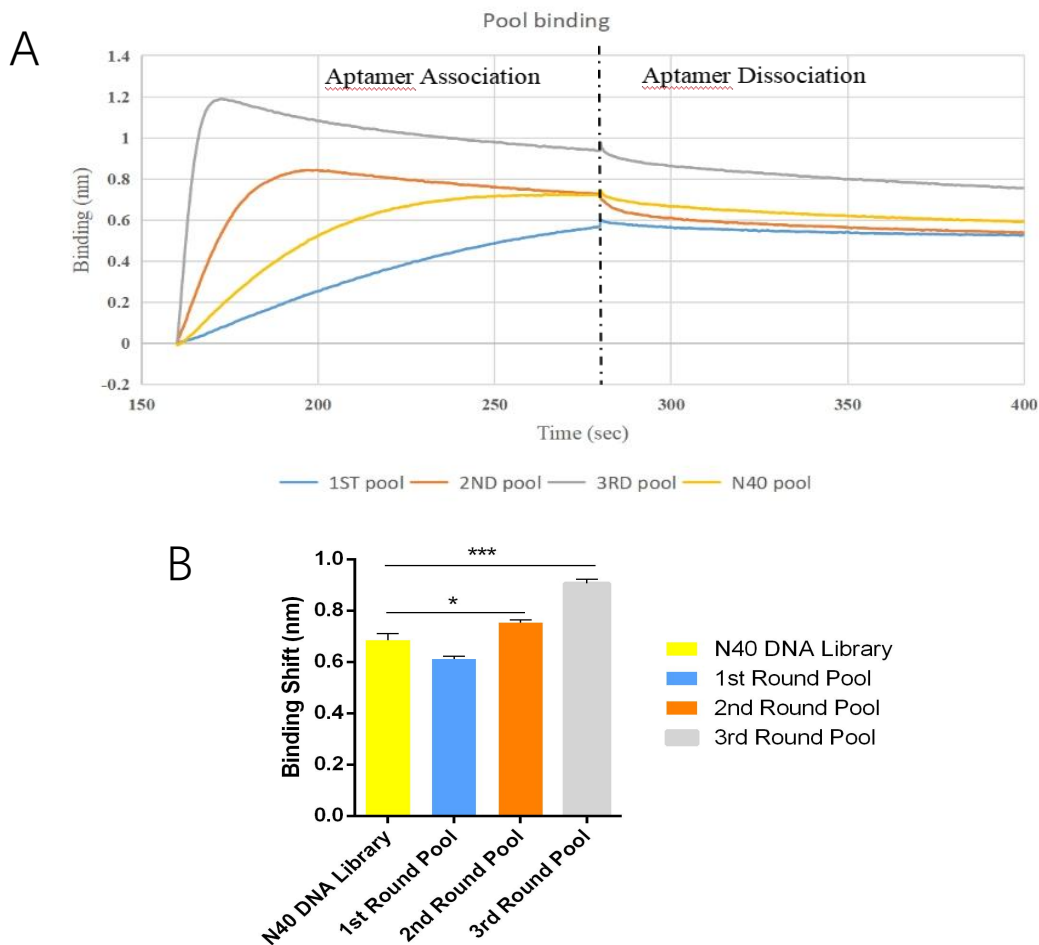 Pool binding
A
1.4
1.2
1
0.8
0.6
0.4
0.2
0
-0.2
Binding (nm)
Aptamer Association
Aptamer Dissociation
150 200 250 300 350 400
Time (sec)
1ST pool 2ND pool 3RD pool N40 pool
B
***
*
1.0
0.8
0.6
0.4
0.2
0.0
Binding Shift (nm)
N40 DNA Library
1st Round Pool
2nd Round Pool
3rd Round Pool
N40 DNA Library
1st Round Pool
2nd Round Pool
3rd Round Pool